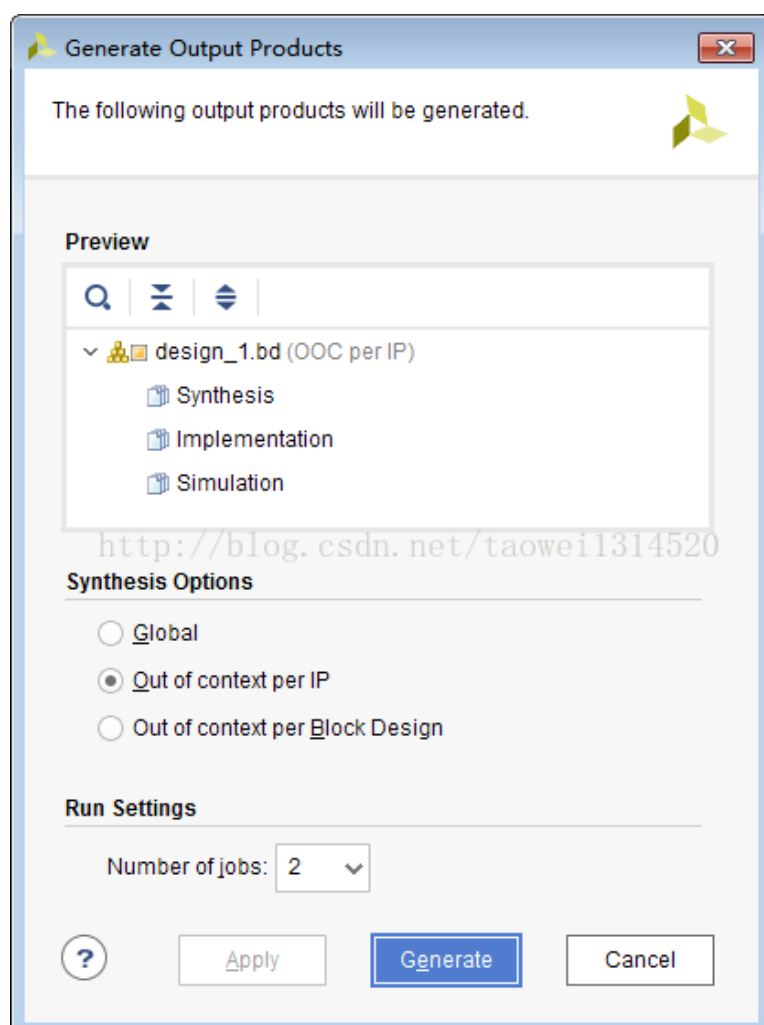 Generate Output Products
The following output products will be generated.
Preview
design_1.bd (OOC per IP)
Synthesis
Implementation
Simulation
http://blog.csdn.net/taowei1314520
Synthesis Options
Global
Out of context per IP
Out of context per Block Design
Run Settings
Number of jobs: 2
? Apply Generate Cancel